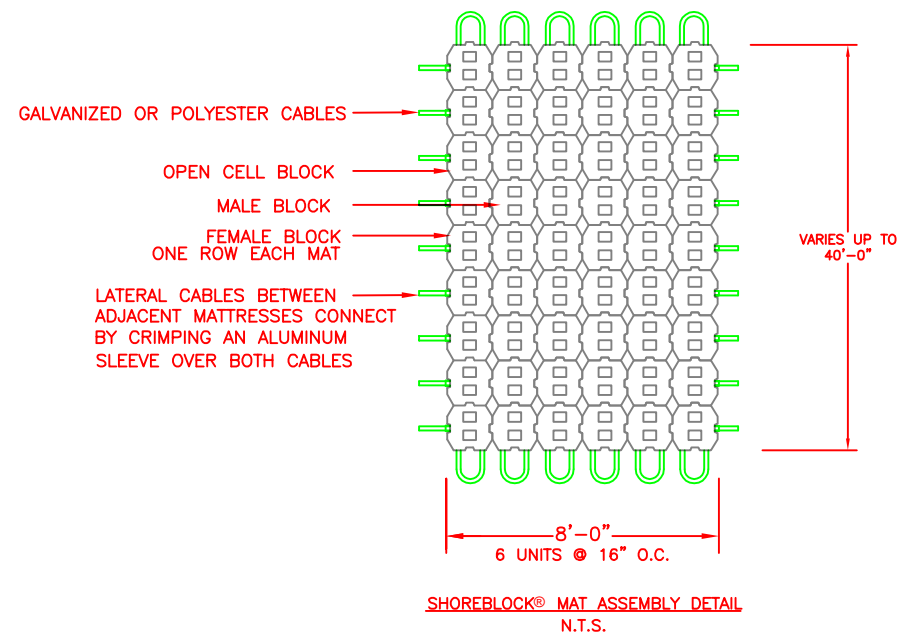 GALVANIZED OR POLYESTER CABLES
OPEN CELL BLOCK
MALE BLOCK
FEMALE BLOCK
ONE ROW EACH MAT
LATERAL CABLES BETWEEN
ADJACENT MATTRESSES CONNECT
BY CRIMPING AN ALUMINUM
SLEEVE OVER BOTH CABLES
VARIES UP TO
40'-0"
8'-0"
6 UNITS @ 16" O.C.
SHOREBLOCK® MAT ASSEMBLY DETAIL
N.T.S.